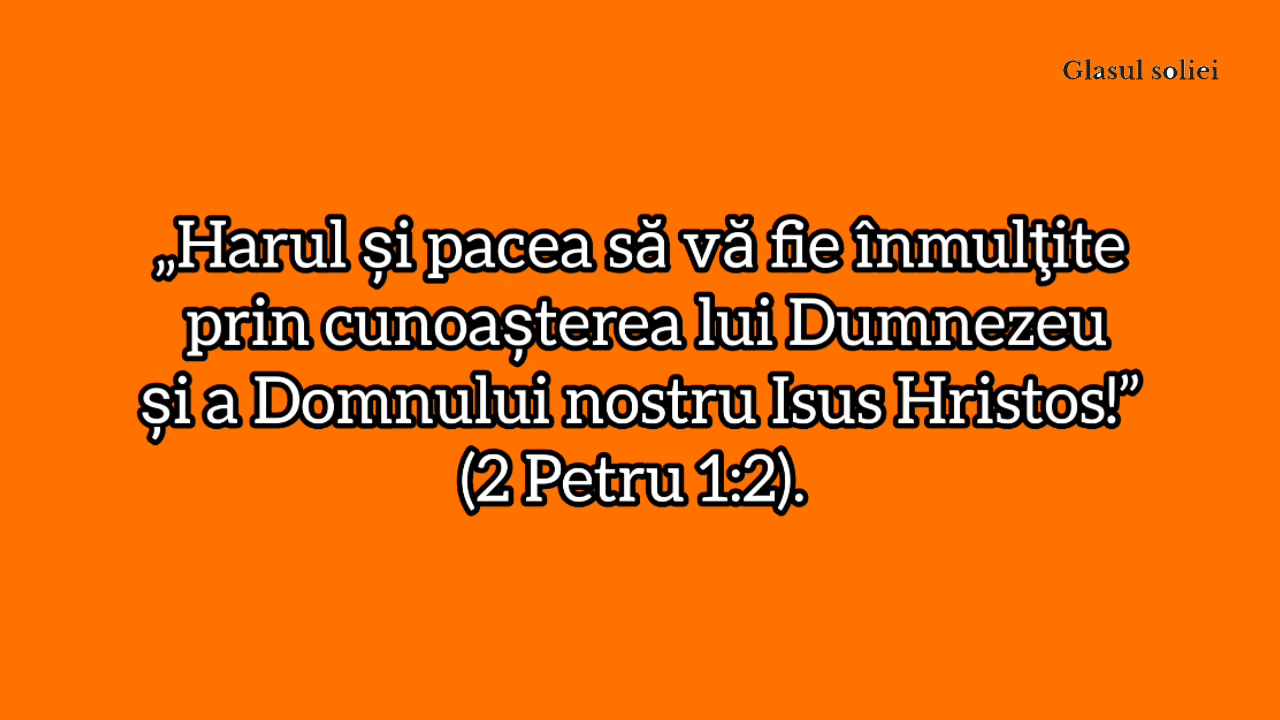 Glasul soliei
„Harul și pacea să vă fie înmulţite
prin cunoașterea lui Dumnezeu
și a Domnului nostru Isus Hristos!”
(2 Petru 1:2).